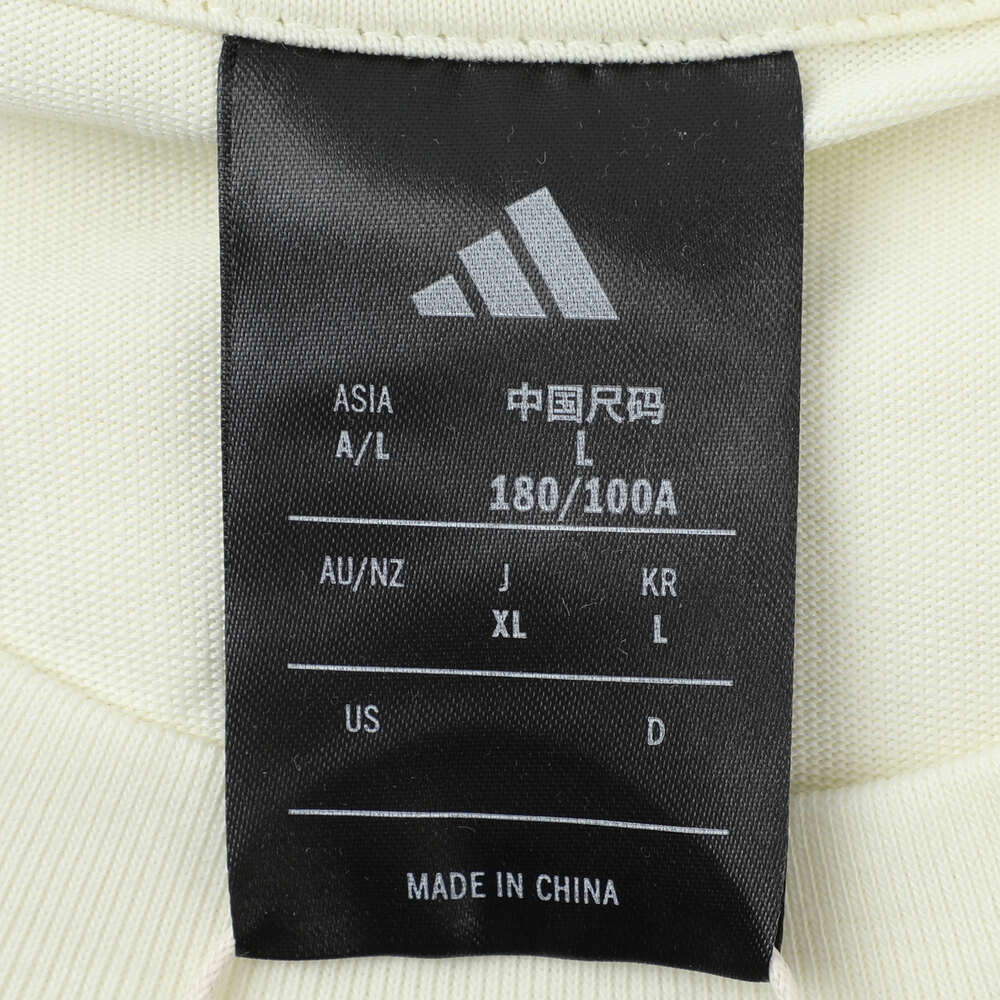 ASIA 中国尺码
A/L L
180/100A
AU/NZ J KR
XL L
US D
MADE IN CHINA